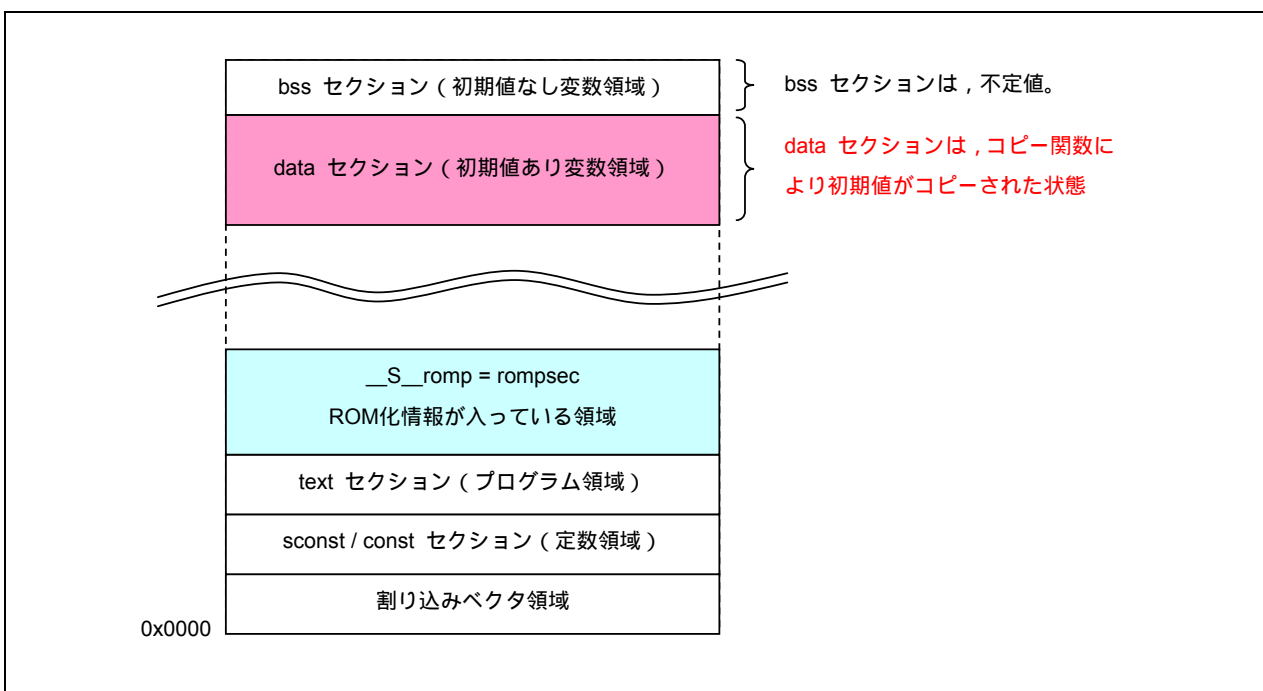 bss セクション（初期値なし変数領域）
bss セクションは，不定値。
data セクション（初期値あり変数領域）
data セクションは，コピー関数に
より初期値がコピーされた状態
__S__romp = rompsec
ROM化情報が入っている領域
text セクション（プログラム領域）
sconst / const セクション（定数領域）
割り込みベクタ領域
0x0000